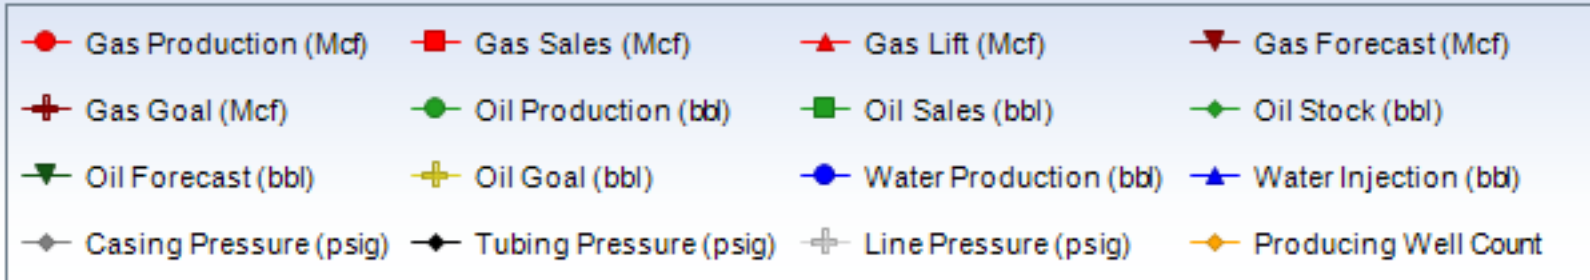 Gas Production (Mcf) Gas Sales (Mcf) Gas Lift (Mcf) Gas Forecast (Mcf)
Gas Goal (Mcf) Oil Production (bbl) Oil Sales (bbl) Oil Stock (bbl)
Oil Forecast (bbl) Oil Goal (bbl) Water Production (bbl) Water Injection (bbl)
Casing Pressure (psig) Tubing Pressure (psig) Line Pressure (psig) Producing Well Count